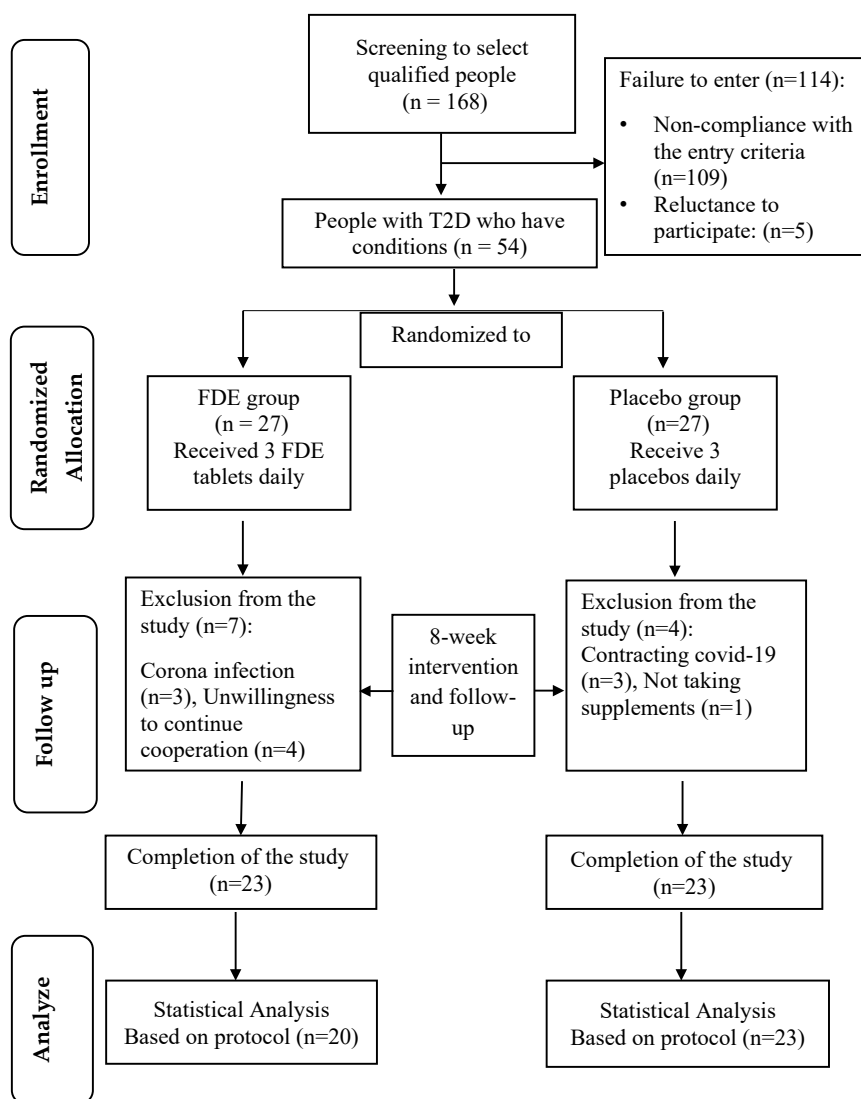 Enrollment
Screening to select
qualified people
(n = 168)
Failure to enter (n=114):
• Non-compliance with
the entry criteria
(n=109)
• Reluctance to
participate: (n=5)
People with T2D who have
conditions (n = 54)
Randomized
Allocation
Randomized to
FDE group
(n = 27)
Received 3 FDE
tablets daily
Placebo group
(n=27)
Receive 3
placebos daily
Follow up
Exclusion from the
study (n=7):
Corona infection
(n=3), Unwillingness
to continue
cooperation (n=4)
8-week
intervention
and follow-
up
Exclusion from the
study (n=4):
Contracting covid-19
(n=3), Not taking
supplements (n=1)
Completion of the study
(n=23)
Completion of the study
(n=23)
Analyze
Statistical Analysis
Based on protocol (n=20)
Statistical Analysis
Based on protocol (n=23)